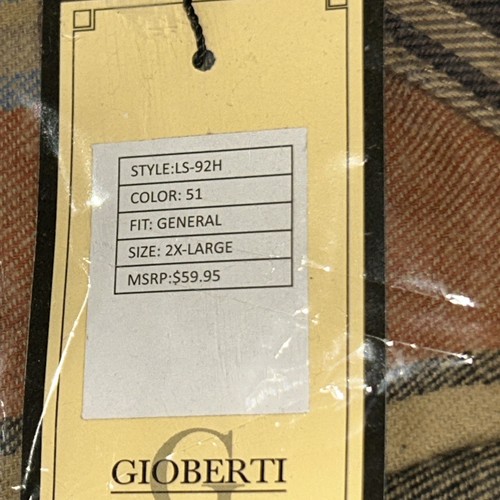 STYLE:LS-92H
COLOR: 51
FIT: GENERAL
SIZE: 2X-LARGE
MSRP:$59.95
G
GIOBERTI